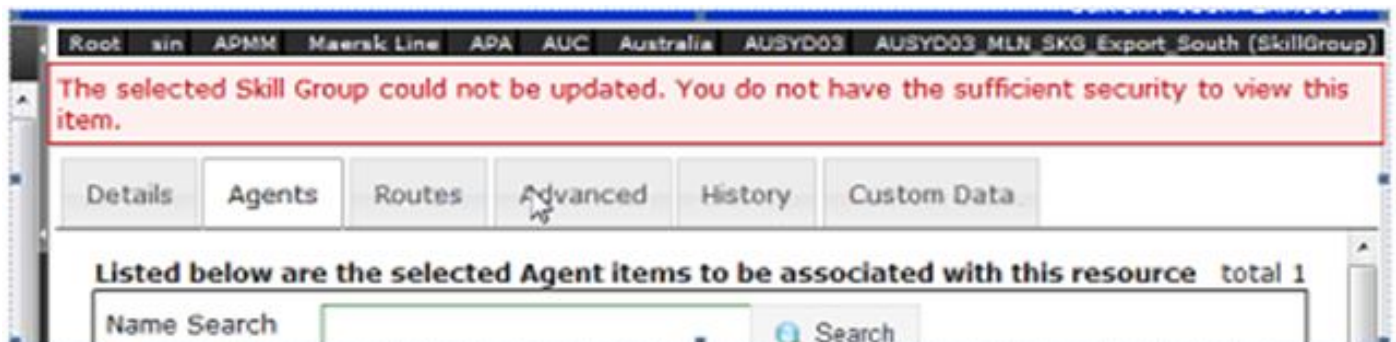 Root sin APMM Maersk Line APA AUC Australia AUSYD03 AUSYD03_MLN_SKG_Export_South (SkillGroup)
The selected Skill Group could not be updated. You do not have the sufficient security to view this
item.
Details Agents Routes Advanced History Custom Data
Listed below are the selected Agent items to be associated with this resource total 1
Name Search Search